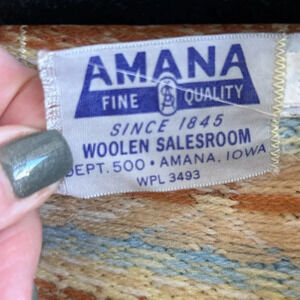 AMANA
FINE QUALITY
SINCE 1845
WOOLEN SALESROOM
DEPT. 500 • AMANA, IOWA
WPL 3493